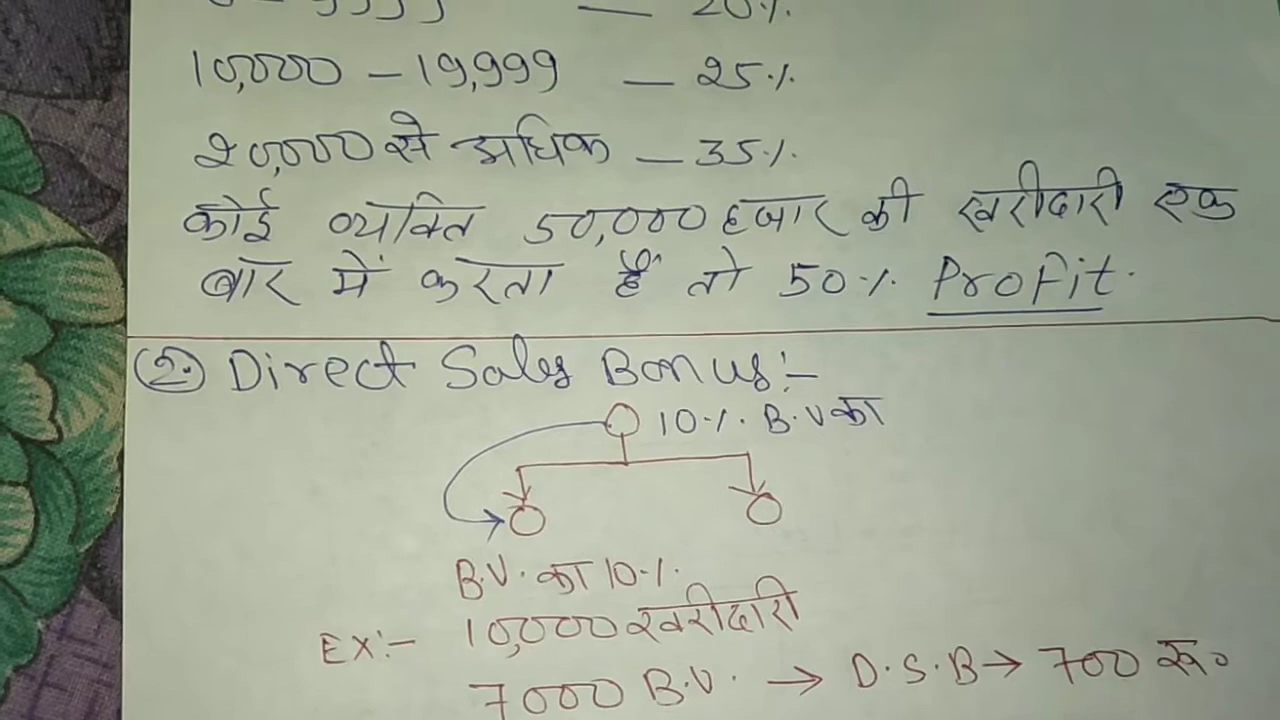 — 20%
10,000 – 19,999 — 25%
20,000 से अधिक — 35%
कोई व्यक्ति 50,000 हजार की खरीदारी एक
बार में करता है तो 50% Profit.
② Direct Sales Bonus:–
10%. B.V का
B.V. का 10%.
Ex:– 10,000 खरीदारी
7000 B.V. → D.S.B → 700 रू०